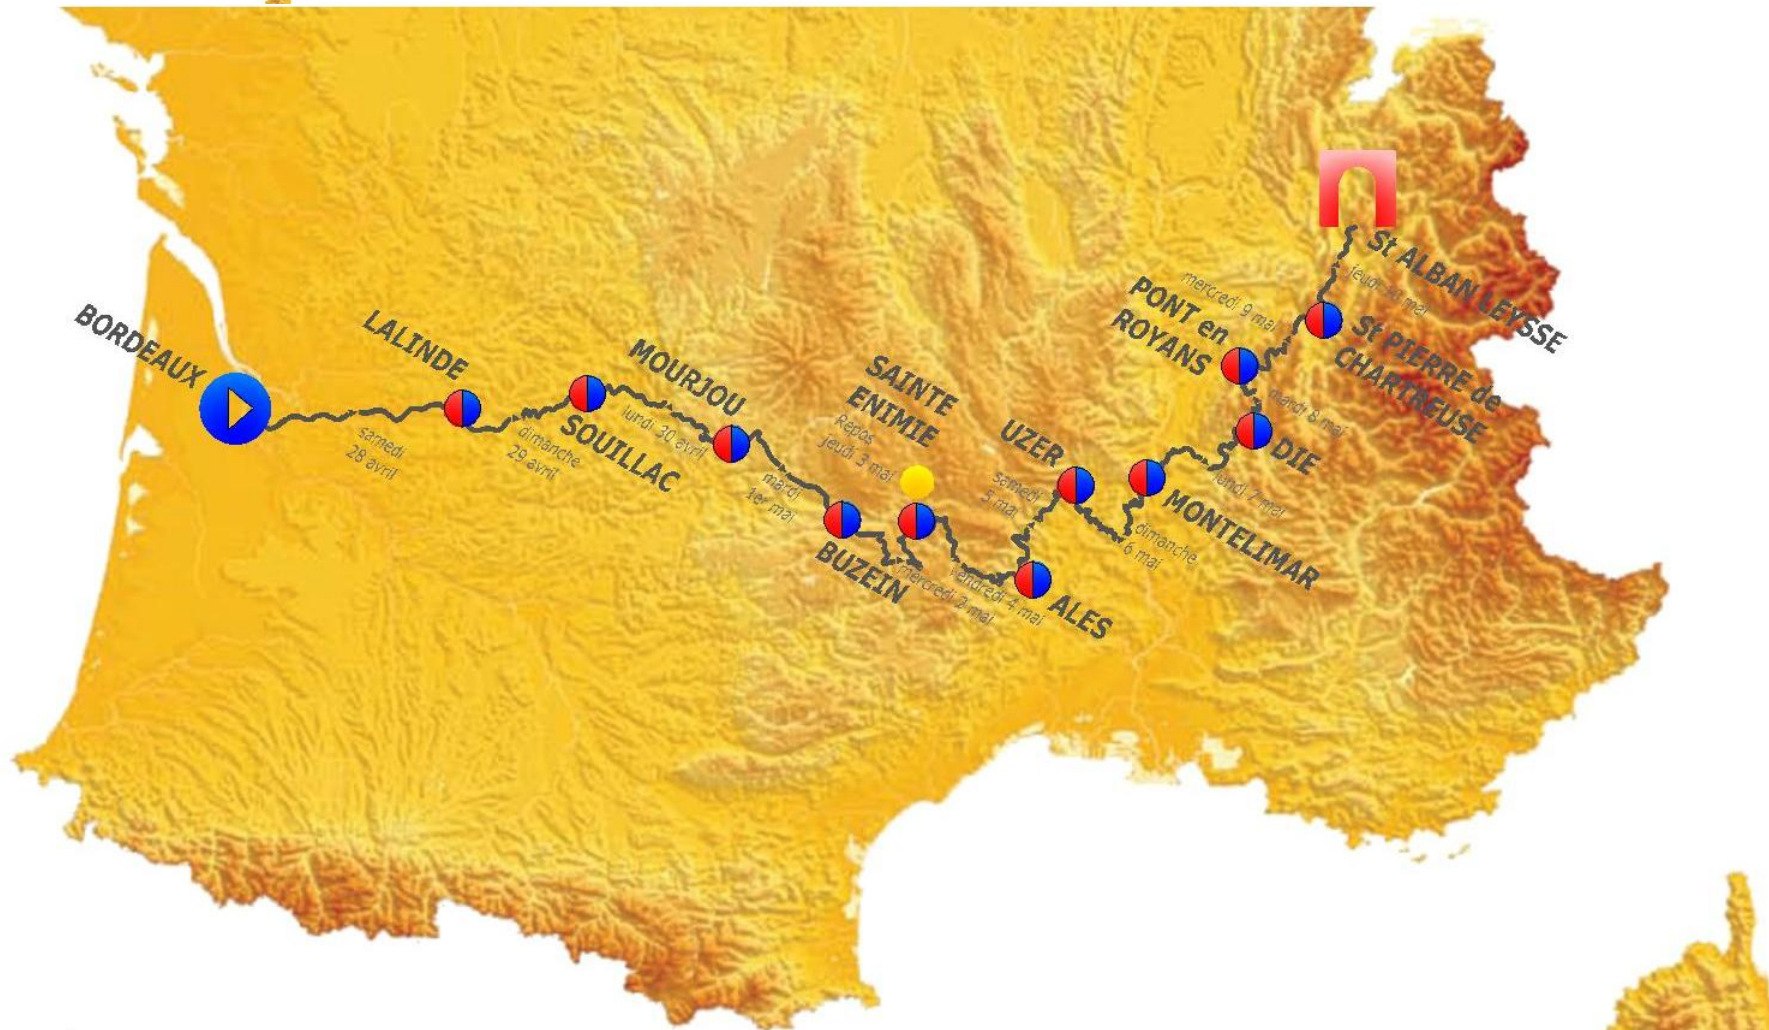 BORDEAUX
samedi
28 avril
LALINDE
dimanche
29 avril
SOUILLAC
lundi 30 avril
MOURJOU
mardi
1er mai
BUZEIN
mercredi 2 mai
SAINTE
ENIMIE
Repos
jeudi 3 mai
vendredi 4 mai
ALES
samedi
5 mai
UZER
dimanche
6 mai
MONTELIMAR
lundi 7 mai
DIE
mardi 8 mai
PONT en
ROYANS
mercredi 9 mai
St PIERRE de
CHARTREUSE
jeudi mai
St ALBAN LEYSSE